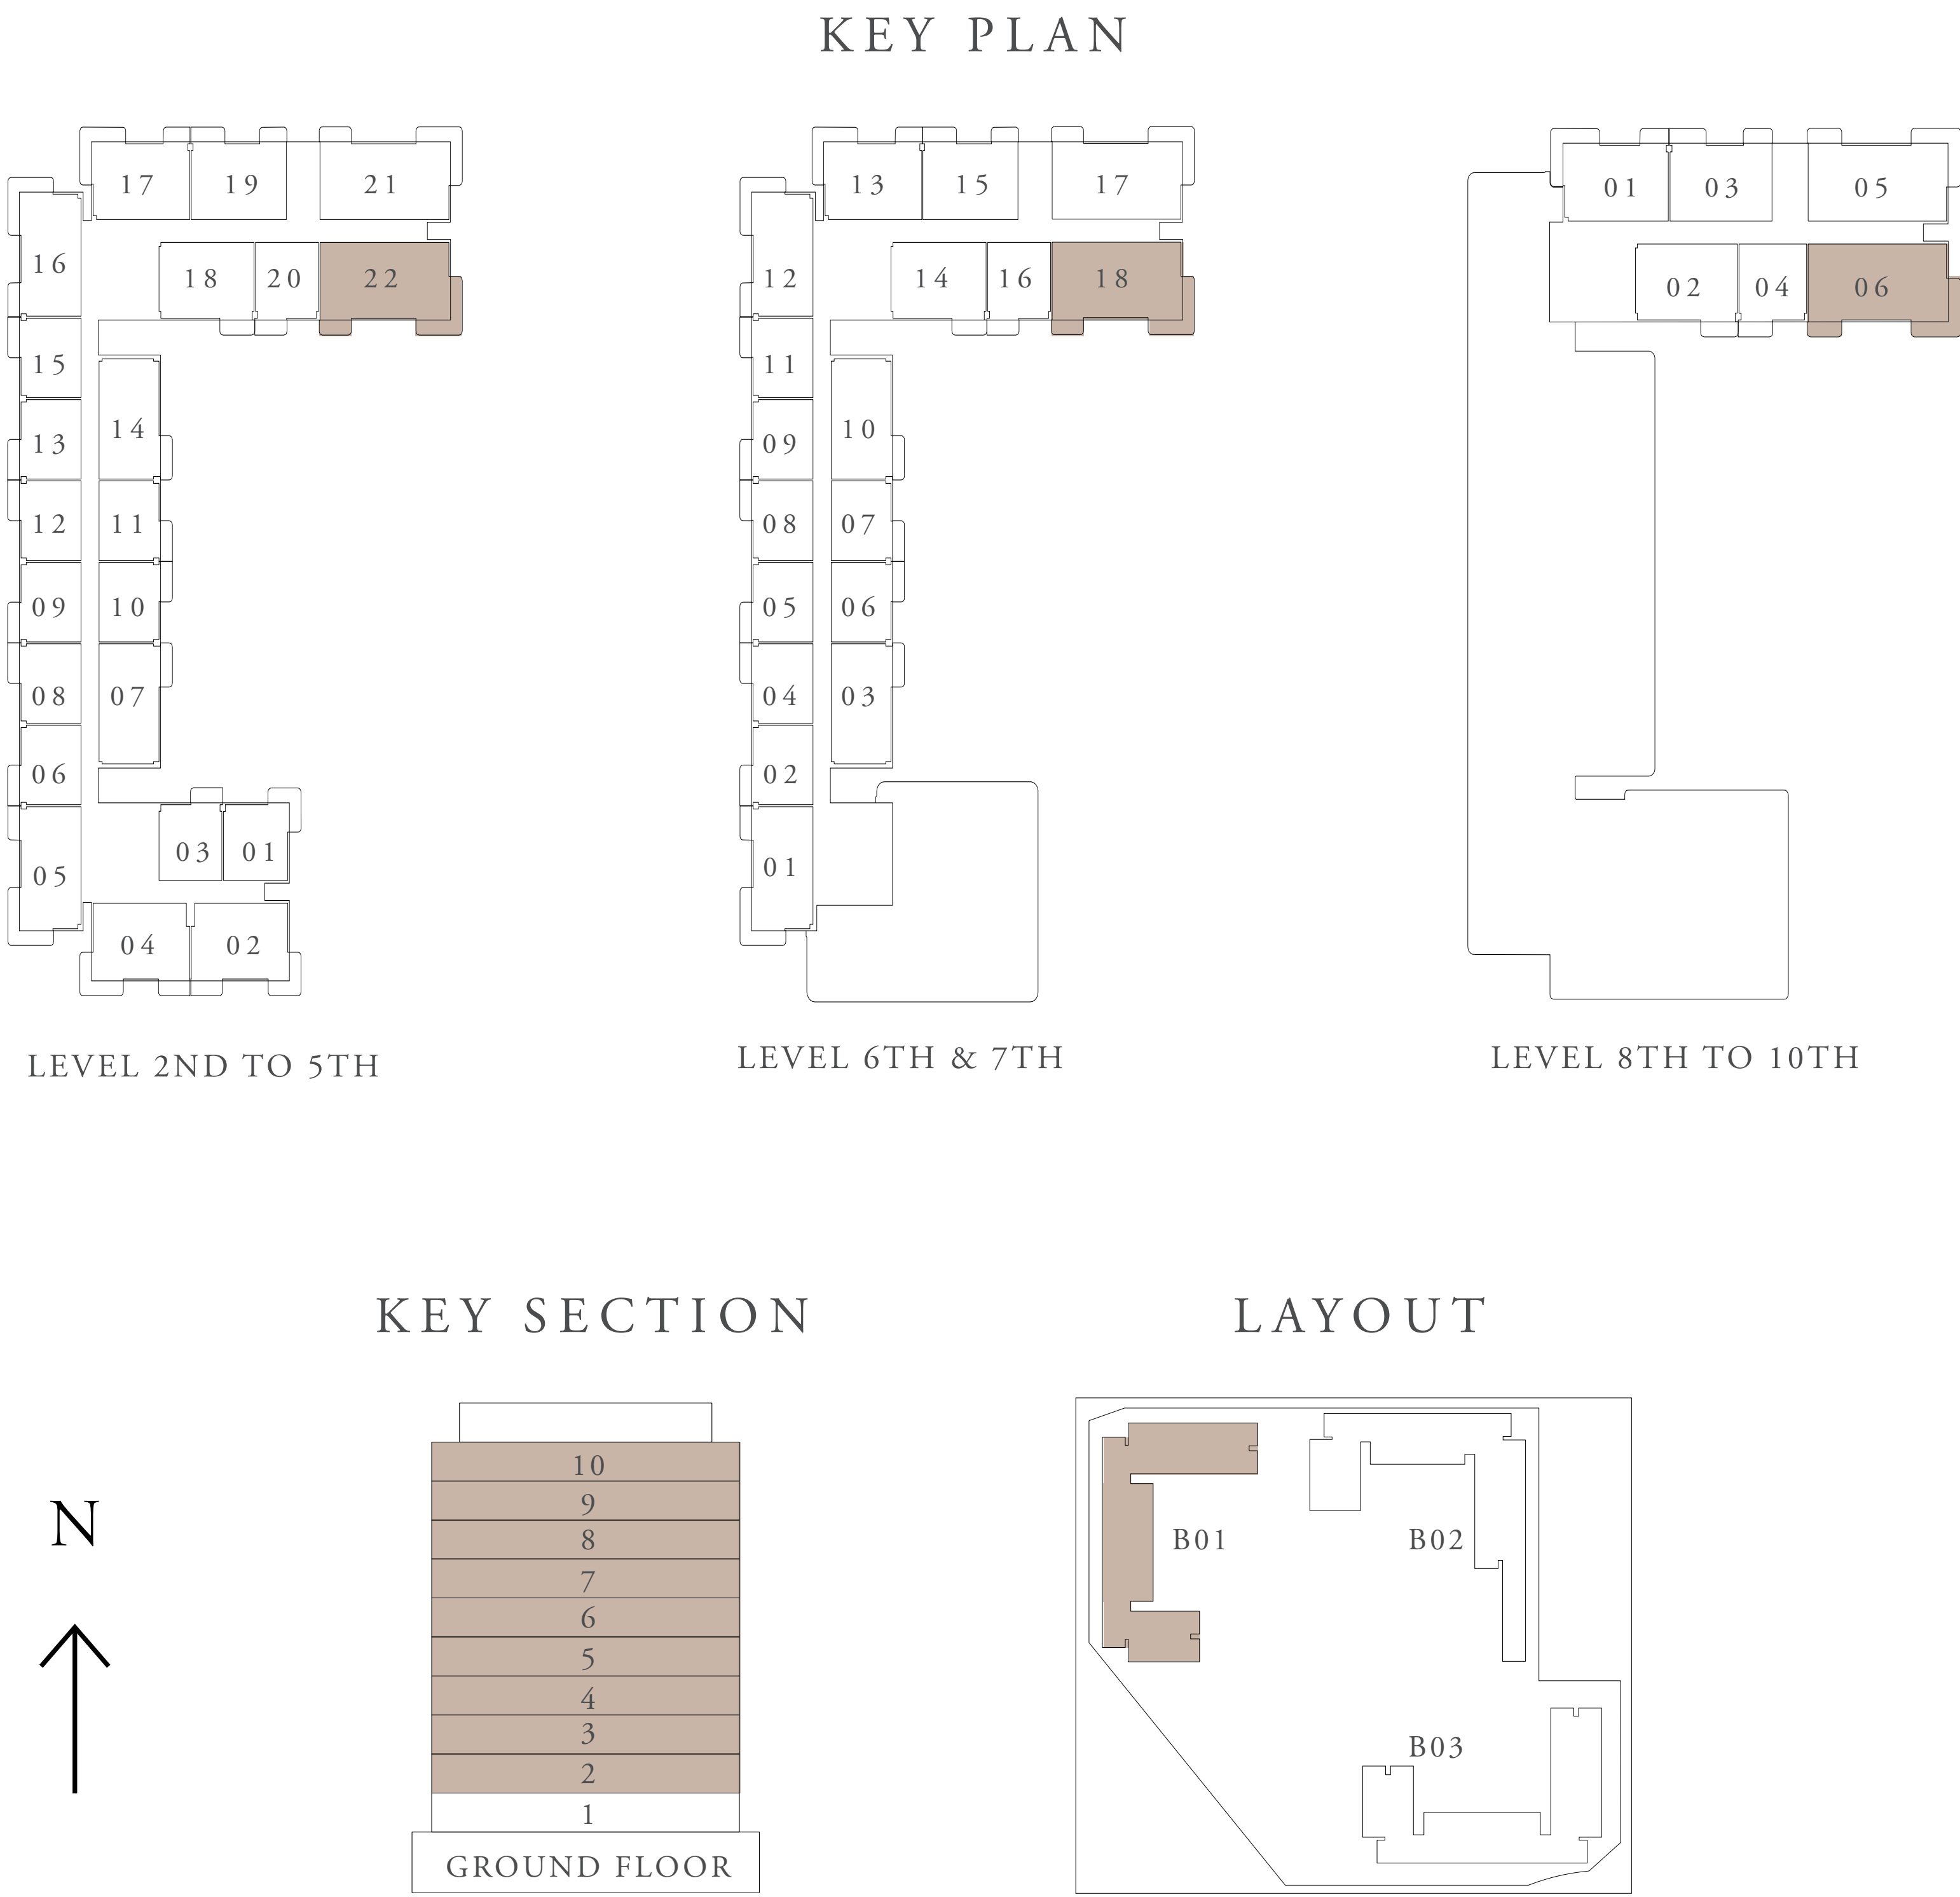 KEY PLAN
17 19 21
16
18 20 22
15
14
13
12 11
09 10
08 07
06
03 01
05
04 02
LEVEL 2ND TO 5TH
13 15 17
12
14 16 18
11
10
09
08 07
05 06
04 03
02
01
LEVEL 6TH & 7TH
01 03 05
02 04 06
LEVEL 8TH TO 10TH
KEY SECTION
10
9
8
7
6
5
4
3
2
1
GROUND FLOOR
N
LAYOUT
B01 B02
B03